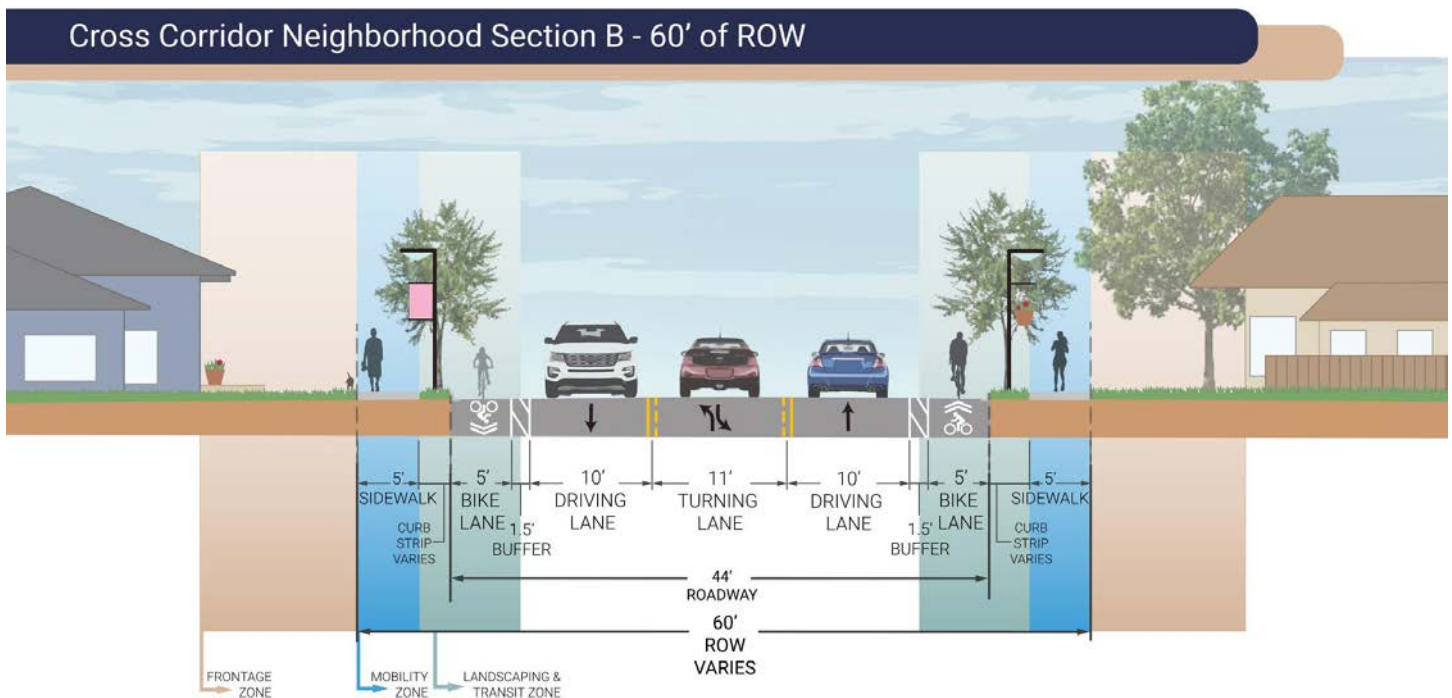 Cross Corridor Neighborhood Section B - 60' of ROW
5'
SIDEWALK
CURB
STRIP
VARIES
5'
BIKE
LANE
1.5'
BUFFER
10'
DRIVING
LANE
11'
TURNING
LANE
10'
DRIVING
LANE
1.5'
BUFFER
5'
BIKE
LANE
CURB
STRIP
VARIES
5'
SIDEWALK
44'
ROADWAY
60'
ROW
VARIES
FRONTAGE
ZONE
MOBILITY
ZONE
LANDSCAPING &
TRANSIT ZONE